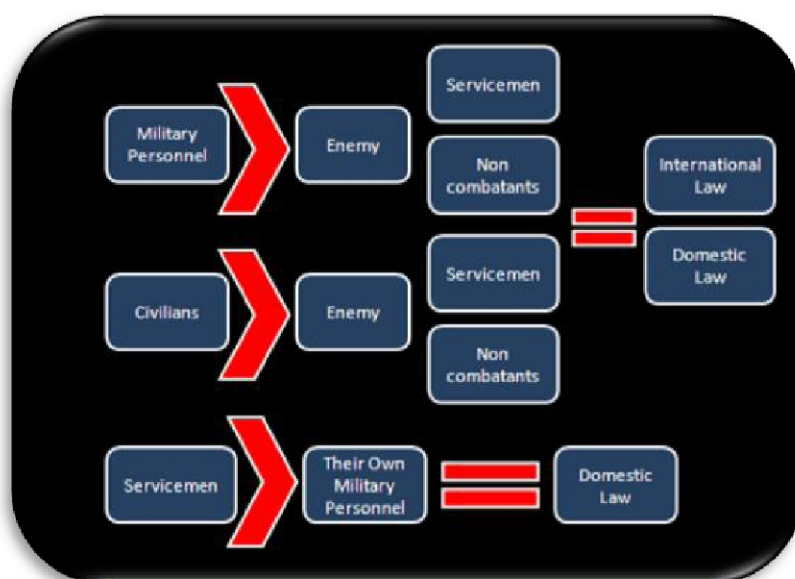 Servicemen
Military
Personnel
Enemy
Non
combatants
International
Law
Servicemen
Domestic
Law
Civilians
Enemy
Non
combatants
Servicemen
Their Own
Military
Personnel
Domestic
Law